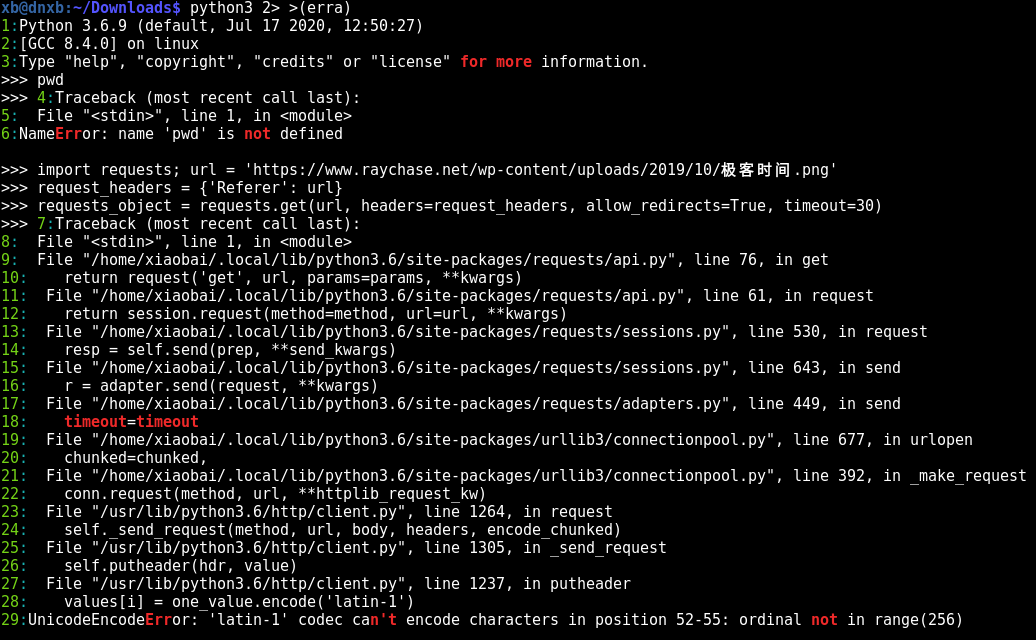 xb@dnxb:~/Downloads$ python3 2> >(erra)
1:Python 3.6.9 (default, Jul 17 2020, 12:50:27)
2:[GCC 8.4.0] on linux
3:Type "help", "copyright", "credits" or "license" for more information.
>>> pwd
>>> 4:Traceback (most recent call last):
5:  File "<stdin>", line 1, in <module>
6:NameError: name 'pwd' is not defined
>>> import requests; url = 'https://www.raychase.net/wp-content/uploads/2019/10/极客时间.png'
>>> request_headers = {'Referer': url}
>>> requests_object = requests.get(url, headers=request_headers, allow_redirects=True, timeout=30)
>>> 7:Traceback (most recent call last):
8:  File "<stdin>", line 1, in <module>
9:  File "/home/xiaobai/.local/lib/python3.6/site-packages/requests/api.py", line 76, in get
10:    return request('get', url, params=params, **kwargs)
11:  File "/home/xiaobai/.local/lib/python3.6/site-packages/requests/api.py", line 61, in request
12:    return session.request(method=method, url=url, **kwargs)
13:  File "/home/xiaobai/.local/lib/python3.6/site-packages/requests/sessions.py", line 530, in request
14:    resp = self.send(prep, **send_kwargs)
15:  File "/home/xiaobai/.local/lib/python3.6/site-packages/requests/sessions.py", line 643, in send
16:    r = adapter.send(request, **kwargs)
17:  File "/home/xiaobai/.local/lib/python3.6/site-packages/requests/adapters.py", line 449, in send
18:    timeout=timeout
19:  File "/home/xiaobai/.local/lib/python3.6/site-packages/urllib3/connectionpool.py", line 677, in urlopen
20:    chunked=chunked,
21:  File "/home/xiaobai/.local/lib/python3.6/site-packages/urllib3/connectionpool.py", line 392, in _make_request
22:    conn.request(method, url, **httplib_request_kw)
23:  File "/usr/lib/python3.6/http/client.py", line 1264, in request
24:    self._send_request(method, url, body, headers, encode_chunked)
25:  File "/usr/lib/python3.6/http/client.py", line 1305, in _send_request
26:    self.putheader(hdr, value)
27:  File "/usr/lib/python3.6/http/client.py", line 1237, in putheader
28:    values[i] = one_value.encode('latin-1')
29:UnicodeEncodeError: 'latin-1' codec can't encode characters in position 52-55: ordinal not in range(256)